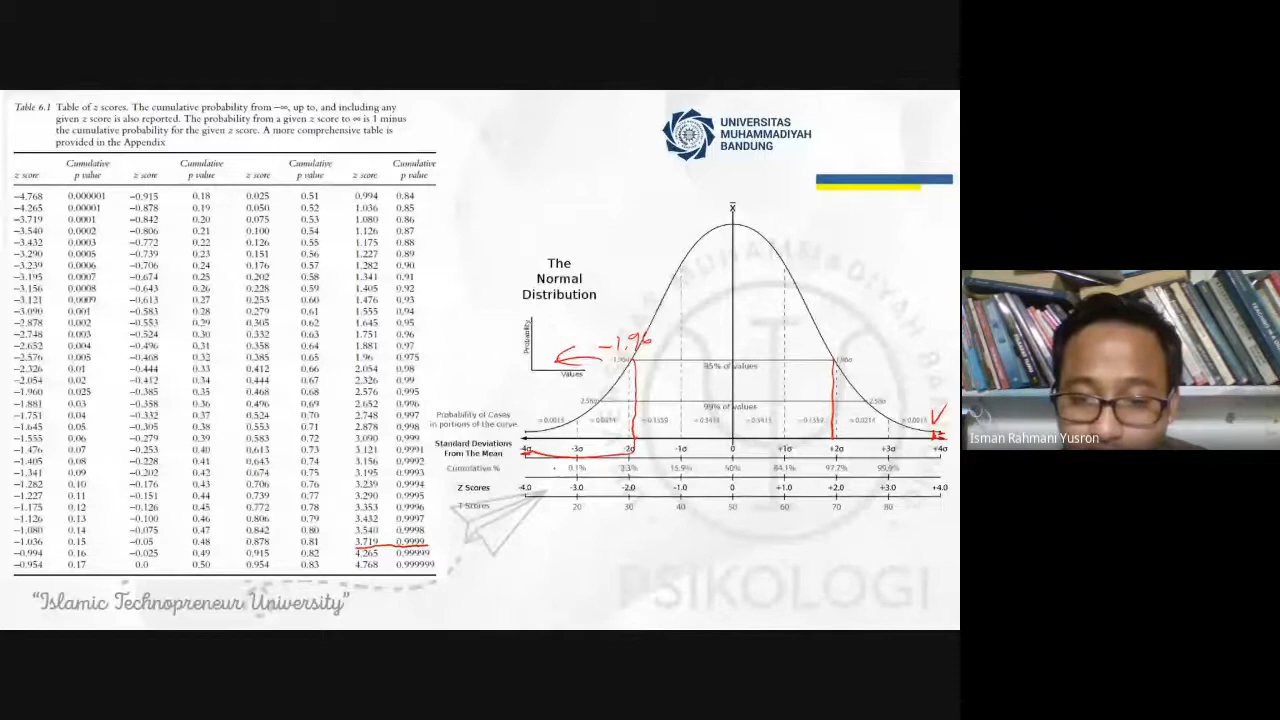 Table 6.1 Table of z scores. The cumulative probability from −∞, up to, and including any
given z score is also reported. The probability from a given z score to ∞ is 1 minus
the cumulative probability for the given z score. A more comprehensive table is
provided in the Appendix
Cumulative Cumulative Cumulative Cumulative
z score p value z score p value z score p value z score p value
−4.768 0.000001 −0.915 0.18 0.025 0.51 0.994 0.84
−4.265 0.00001 −0.878 0.19 0.050 0.52 1.036 0.85
−3.719 0.0001 −0.842 0.20 0.075 0.53 1.080 0.86
−3.540 0.0002 −0.806 0.21 0.100 0.54 1.126 0.87
−3.432 0.0003 −0.772 0.22 0.126 0.55 1.175 0.88
−3.290 0.0005 −0.739 0.23 0.151 0.56 1.227 0.89
−3.239 0.0006 −0.706 0.24 0.176 0.57 1.282 0.90
−3.195 0.0007 −0.674 0.25 0.202 0.58 1.341 0.91
−3.156 0.0008 −0.643 0.26 0.228 0.59 1.405 0.92
−3.121 0.0009 −0.613 0.27 0.253 0.60 1.476 0.93
−3.090 0.001 −0.583 0.28 0.279 0.61 1.555 0.94
−2.878 0.002 −0.553 0.29 0.305 0.62 1.645 0.95
−2.748 0.003 −0.524 0.30 0.332 0.63 1.751 0.96
−2.652 0.004 −0.496 0.31 0.358 0.64 1.881 0.97
−2.576 0.005 −0.468 0.32 0.385 0.65 1.96 0.975
−2.326 0.01 −0.444 0.33 0.412 0.66 2.054 0.98
−2.054 0.02 −0.412 0.34 0.444 0.67 2.326 0.99
−1.960 0.025 −0.385 0.35 0.468 0.68 2.576 0.995
−1.881 0.03 −0.358 0.36 0.496 0.69 2.652 0.996
−1.751 0.04 −0.332 0.37 0.524 0.70 2.748 0.997
−1.645 0.05 −0.305 0.38 0.553 0.71 2.878 0.998
−1.555 0.06 −0.279 0.39 0.583 0.72 3.090 0.999
−1.476 0.07 −0.253 0.40 0.613 0.73 3.121 0.9991
−1.405 0.08 −0.228 0.41 0.643 0.74 3.156 0.9992
−1.341 0.09 −0.202 0.42 0.674 0.75 3.195 0.9993
−1.282 0.10 −0.176 0.43 0.706 0.76 3.239 0.9994
−1.227 0.11 −0.151 0.44 0.739 0.77 3.290 0.9995
−1.175 0.12 −0.126 0.45 0.772 0.78 3.353 0.9996
−1.126 0.13 −0.100 0.46 0.806 0.79 3.432 0.9997
−1.080 0.14 −0.075 0.47 0.842 0.80 3.540 0.9998
−1.036 0.15 −0.05 0.48 0.878 0.81 3.719 0.9999
−0.994 0.16 −0.025 0.49 0.915 0.82 4.265 0.99999
−0.954 0.17 0.0 0.50 0.954 0.83 4.768 0.999999
"Islamic Technopreneur University"
UNIVERSITAS
MUHAMMADIYAH
BANDUNG
X̄
The
Normal
Distribution
Probability
Values
−1.96
95% of values
99% of values
-2.58σ 2.58σ
Probability of Cases
in portions of the curve
≈0.0013 ≈0.0214 ≈0.1359 ≈0.3413 ≈0.3413 ≈0.1359 ≈0.0214 ≈0.0013
Standard Deviations
From The Mean
-4σ -3σ -2σ -1σ 0 +1σ +2σ +3σ +4σ
Cumulative % 0.1% 2.3% 15.9% 50% 84.1% 97.7% 99.9%
Z Scores -4.0 -3.0 -2.0 -1.0 0 +1.0 +2.0 +3.0 +4.0
T Scores 20 30 40 50 60 70 80
PSIKOLOGI
Isman Rahmani Yusron